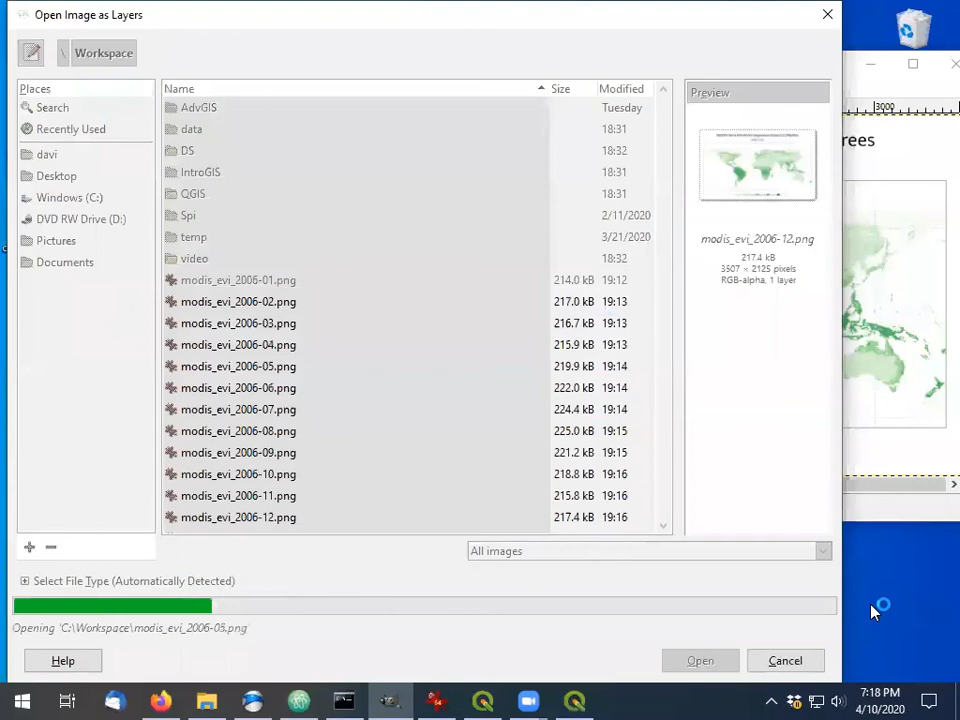 Open Image as Layers
\ Workspace
Places
Name Size Modified
Preview
Search
Recently Used
davi
Desktop
Windows (C:)
DVD RW Drive (D:)
Pictures
Documents
AdvGIS Tuesday
data 18:31
DS 18:32
IntroGIS 18:31
QGIS 18:31
Spi 2/11/2020
temp 3/21/2020
video 18:32
modis_evi_2006-01.png 214.0 kB 19:12
modis_evi_2006-02.png 217.0 kB 19:13
modis_evi_2006-03.png 216.7 kB 19:13
modis_evi_2006-04.png 215.9 kB 19:13
modis_evi_2006-05.png 219.9 kB 19:14
modis_evi_2006-06.png 222.0 kB 19:14
modis_evi_2006-07.png 224.4 kB 19:14
modis_evi_2006-08.png 225.0 kB 19:15
modis_evi_2006-09.png 221.2 kB 19:15
modis_evi_2006-10.png 218.8 kB 19:16
modis_evi_2006-11.png 215.8 kB 19:16
modis_evi_2006-12.png 217.4 kB 19:16
modis_evi_2006-12.png
217.4 kB
3507 × 2125 pixels
RGB-alpha, 1 layer
3000
rees
All images
Select File Type (Automatically Detected)
Opening 'C:\Workspace\modis_evi_2006-03.png'
Help
Open
Cancel
7:18 PM
4/10/2020